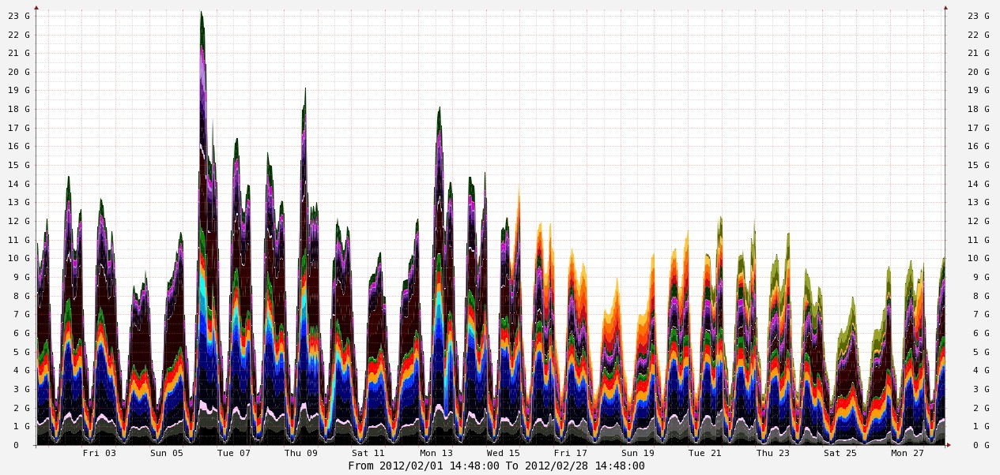 23 G 23 G
22 G 22 G
21 G 21 G
20 G 20 G
19 G 19 G
18 G 18 G
17 G 17 G
16 G 16 G
15 G 15 G
14 G 14 G
13 G 13 G
12 G 12 G
11 G 11 G
10 G 10 G
9 G 9 G
8 G 8 G
7 G 7 G
6 G 6 G
5 G 5 G
4 G 4 G
3 G 3 G
2 G 2 G
1 G 1 G
0 0 G
Fri 03 Sun 05 Tue 07 Thu 09 Sat 11 Mon 13 Wed 15 Fri 17 Sun 19 Tue 21 Thu 23 Sat 25 Mon 27
From 2012/02/01 14:48:00 To 2012/02/28 14:48:00